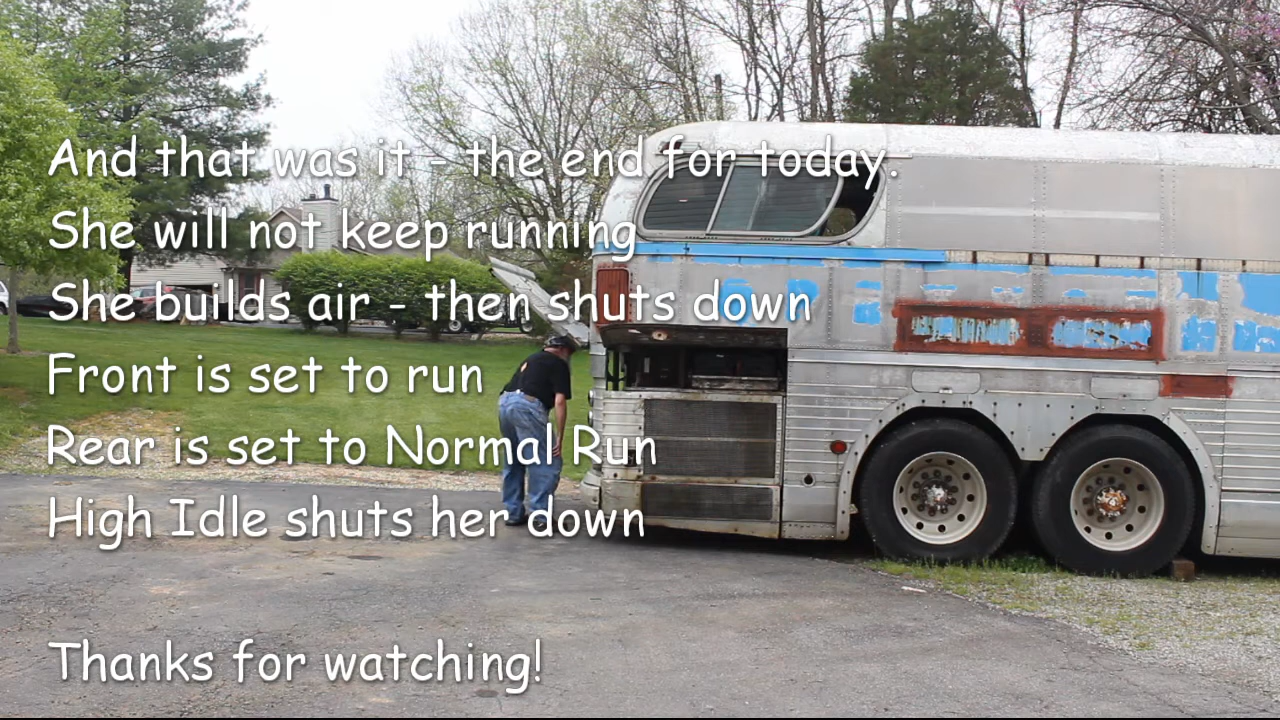 And that was it - the end for today.
She will not keep running
She builds air - then shuts down
Front is set to run
Rear is set to Normal Run
High Idle shuts her down
Thanks for watching!